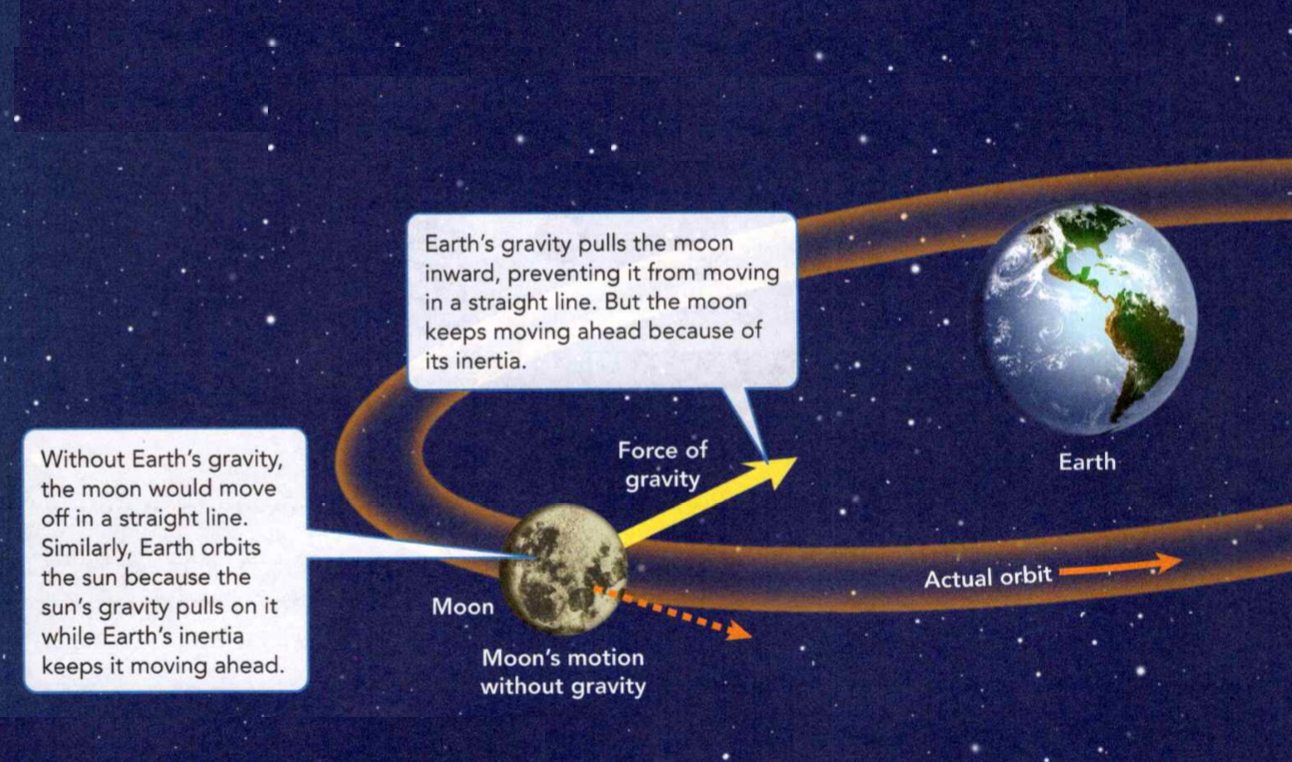 Earth's gravity pulls the moon
inward, preventing it from moving
in a straight line. But the moon
keeps moving ahead because of
its inertia.
Without Earth's gravity,
the moon would move
off in a straight line.
Similarly, Earth orbits
the sun because the
sun's gravity pulls on it
while Earth's inertia
keeps it moving ahead.
Force of
gravity
Earth
Actual orbit
Moon
Moon's motion
without gravity